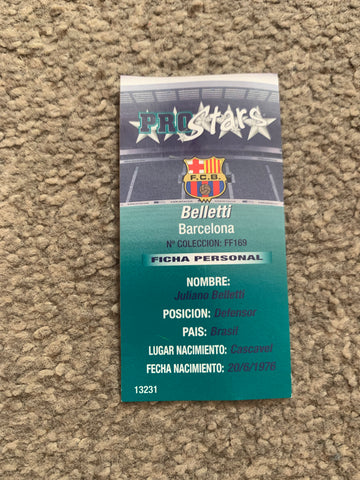 PRO Stars
F.C.B.
Belletti
Barcelona
Nº COLECCION: FF169
FICHA PERSONAL
NOMBRE:
Juliano Belletti
POSICION: Defensor
PAIS: Brasil
LUGAR NACIMIENTO: Cascavel
FECHA NACIMIENTO: 20/6/1976
13231